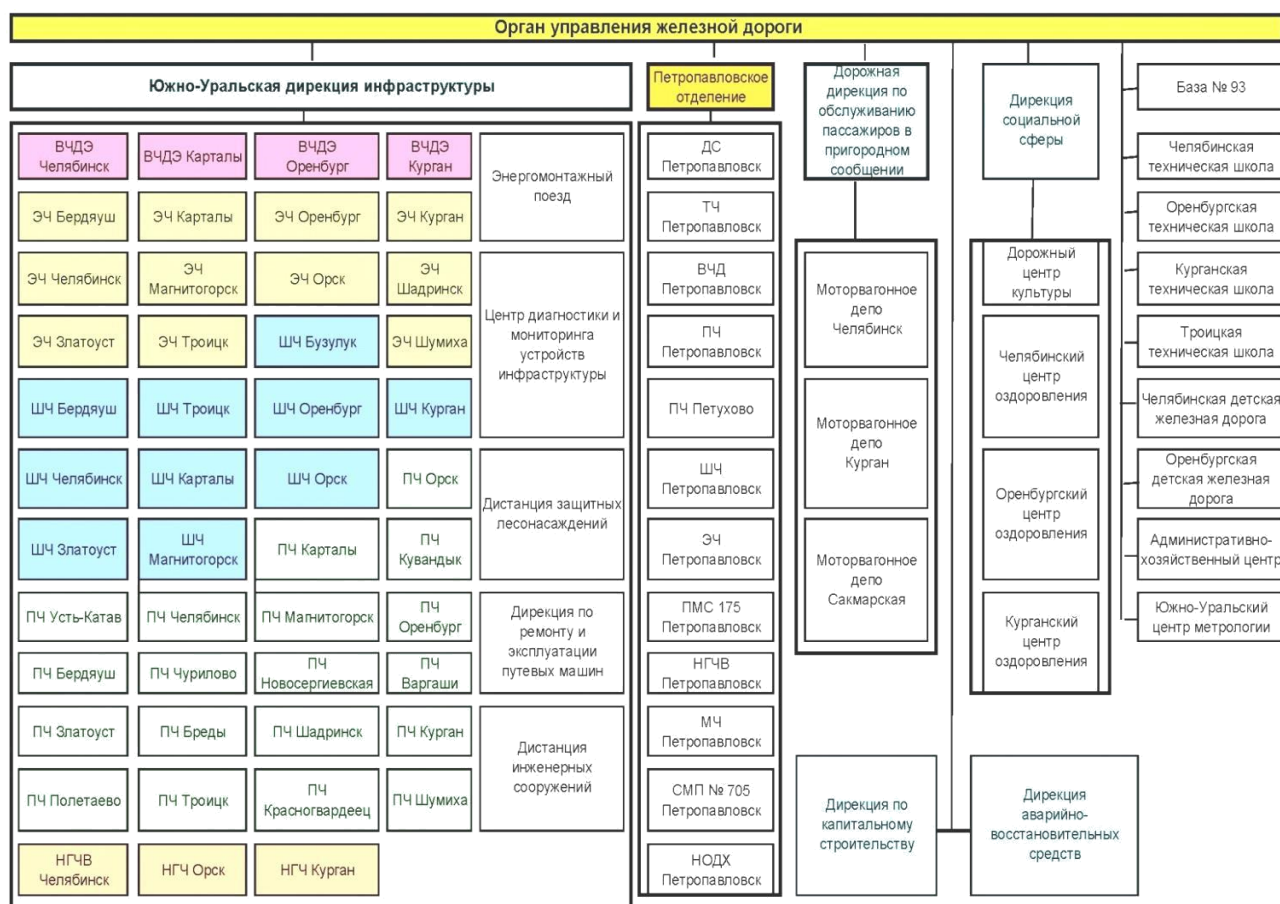 Орган управления железной дороги
Южно-Уральская дирекция инфраструктуры
ВЧДЭ
Челябинск
ВЧДЭ Карталы
ВЧДЭ
Оренбург
ВЧДЭ
Курган
ЭЧ Бердяуш
ЭЧ Карталы
ЭЧ Оренбург
ЭЧ Курган
ЭЧ Челябинск
ЭЧ
Магнитогорск
ЭЧ Орск
ЭЧ
Шадринск
ЭЧ Златоуст
ЭЧ Троицк
ШЧ Бузулук
ЭЧ Шумиха
ШЧ Бердяуш
ШЧ Троицк
ШЧ Оренбург
ШЧ Курган
ШЧ Челябинск
ШЧ Карталы
ШЧ Орск
ПЧ Орск
ШЧ Златоуст
ШЧ
Магнитогорск
ПЧ Карталы
ПЧ
Кувандык
ПЧ Усть-Катав
ПЧ Челябинск
ПЧ Магнитогорск
ПЧ
Оренбург
ПЧ Бердяуш
ПЧ Чурилово
ПЧ
Новосергиевская
ПЧ
Варгаши
ПЧ Златоуст
ПЧ Бреды
ПЧ Шадринск
ПЧ Курган
ПЧ Полетаево
ПЧ Троицк
ПЧ
Красногвардеец
ПЧ Шумиха
НГЧВ
Челябинск
НГЧ Орск
НГЧ Курган
Энергомонтажный
поезд
Центр диагностики и
мониторинга
устройств
инфраструктуры
Дистанция защитных
лесонасаждений
Дирекция по
ремонту и
эксплуатации
путевых машин
Дистанция
инженерных
сооружений
Петропавловское
отделение
ДС
Петропавловск
ТЧ
Петропавловск
ВЧД
Петропавловск
ПЧ
Петропавловск
ПЧ Петухово
ШЧ
Петропавловск
ЭЧ
Петропавловск
ПМС 175
Петропавловск
НГЧВ
Петропавловск
МЧ
Петропавловск
СМП № 705
Петропавловск
НОДХ
Петропавловск
Дорожная
дирекция по
обслуживанию
пассажиров в
пригородном
сообщении
Моторвагонное
депо
Челябинск
Моторвагонное
депо
Курган
Моторвагонное
депо
Сакмарская
Дирекция по
капитальному
строительству
Дирекция
социальной
сферы
Дорожный
центр
культуры
Челябинский
центр
оздоровления
Оренбургский
центр
оздоровления
Курганский
центр
оздоровления
Дирекция
аварийно-
восстановительных
средств
База № 93
Челябинская
техническая школа
Оренбургская
техническая школа
Курганская
техническая школа
Троицкая
техническая школа
Челябинская детская
железная дорога
Оренбургская
детская железная
дорога
Административно-
хозяйственный центр
Южно-Уральский
центр метрологии